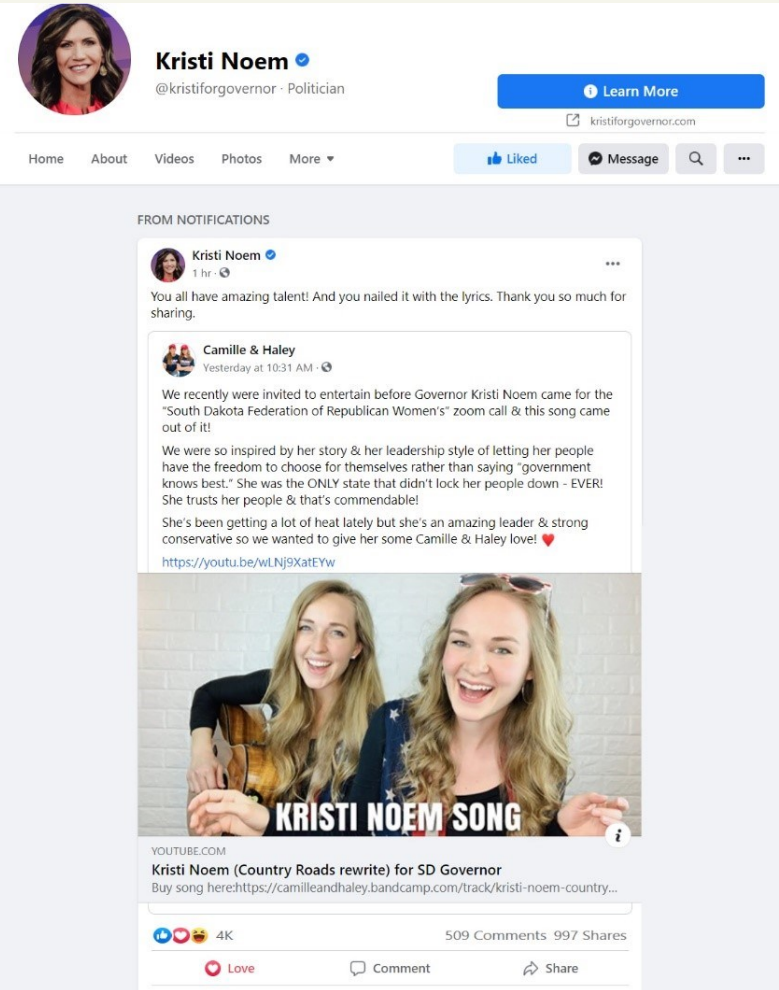 Kristi Noem
@kristiforgovernor · Politician
Learn More
kristiforgovernor.com
Home About Videos Photos More
Liked
Message
FROM NOTIFICATIONS
Kristi Noem
1 hr ·
You all have amazing talent! And you nailed it with the lyrics. Thank you so much for
sharing.
Camille & Haley
Yesterday at 10:31 AM ·
We recently were invited to entertain before Governor Kristi Noem came for the
"South Dakota Federation of Republican Women's" zoom call & this song came
out of it!
We were so inspired by her story & her leadership style of letting her people
have the freedom to choose for themselves rather than saying "government
knows best." She was the ONLY state that didn't lock her people down - EVER!
She trusts her people & that's commendable!
She's been getting a lot of heat lately but she's an amazing leader & strong
conservative so we wanted to give her some Camille & Haley love! ❤️
https://youtu.be/wLNj9XatEYw
KRISTI NOEM SONG
YOUTUBE.COM
Kristi Noem (Country Roads rewrite) for SD Governor
Buy song here:https://camilleandhaley.bandcamp.com/track/kristi-noem-country...
4K
509 Comments 997 Shares
Love
Comment
Share